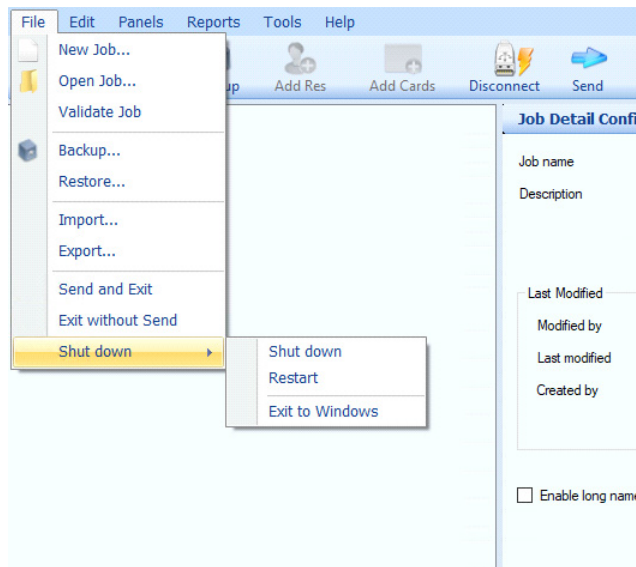 File Edit Panels Reports Tools Help
New Job...
Open Job...
Validate Job
Backup...
Restore...
Import...
Export...
Send and Exit
Exit without Send
Shut down
Shut down
Restart
Exit to Windows
up Add Res Add Cards Disconnect Send
Job Detail Confi
Job name
Description
Last Modified
Modified by
Last modified
Created by
Enable long name